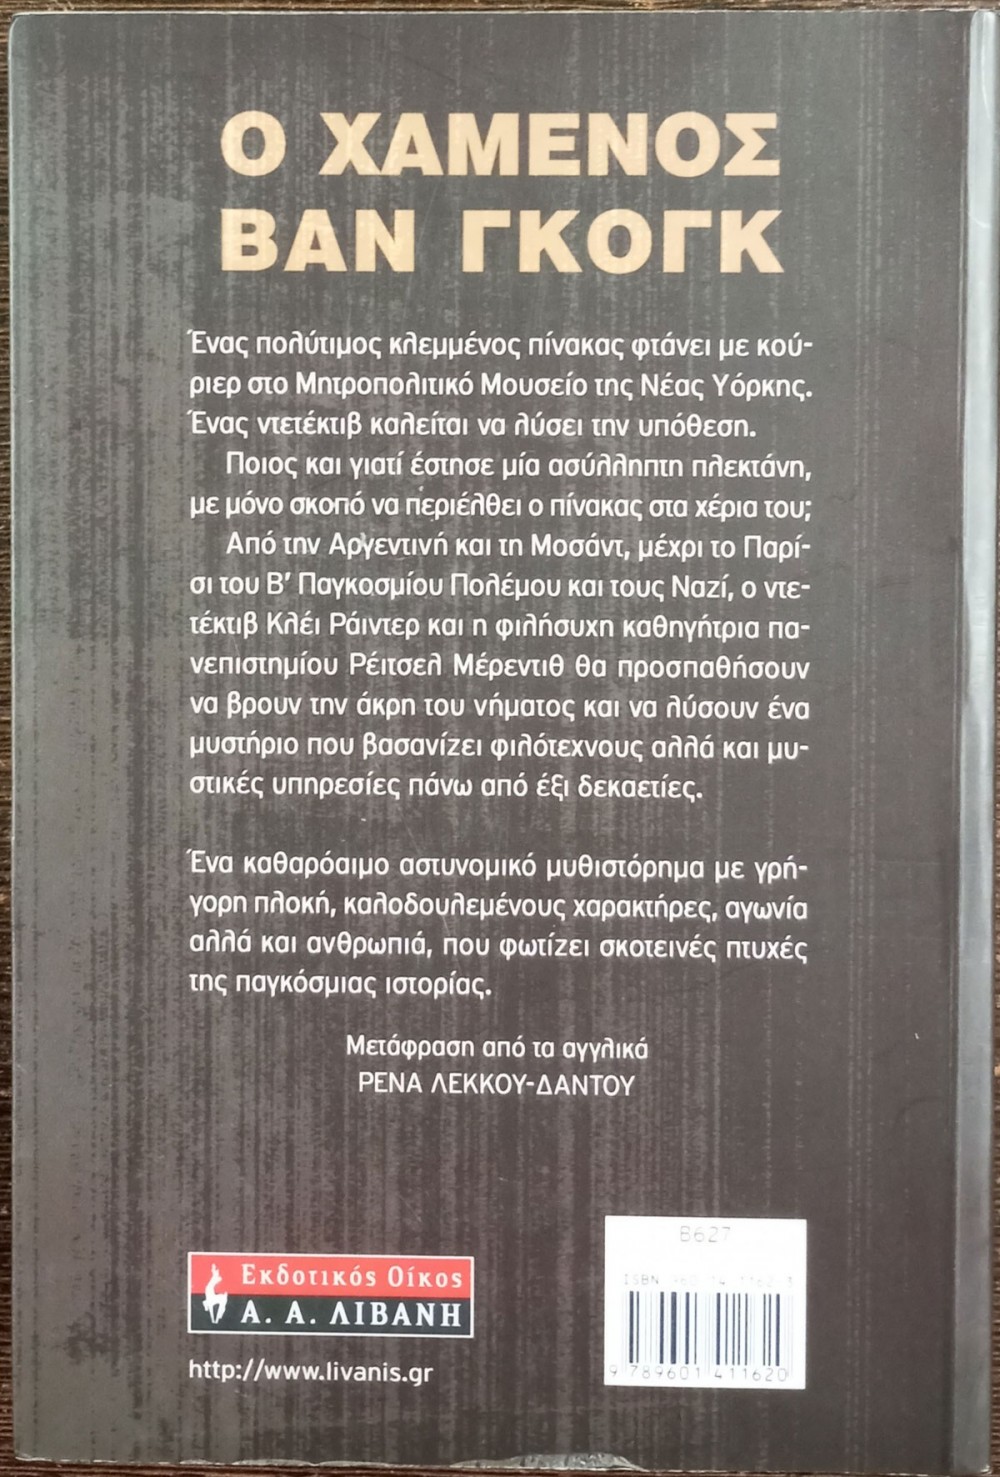 Ο ΧΑΜΕΝΟΣ
ΒΑΝ ΓΚΟΓΚ
Ένας πολύτιμος κλεμμένος πίνακας φτάνει με κού-
ριερ στο Μητροπολιτικό Μουσείο της Νέας Υόρκης.
Ένας ντετέκτιβ καλείται να λύσει την υπόθεση.
Ποιος και γιατί έστησε μία ασύλληπτη πλεκτάνη,
με μόνο σκοπό να περιέλθει ο πίνακας στα χέρια του;
Από την Αργεντινή και τη Μοσάντ, μέχρι το Παρί-
σι του Β' Παγκοσμίου Πολέμου και τους Ναζί, ο ντε-
τέκτιβ Κλέι Ράιντερ και η φιλήσυχη καθηγήτρια πα-
νεπιστημίου Ρέιτσελ Μέρεντιθ θα προσπαθήσουν
να βρουν την άκρη του νήματος και να λύσουν ένα
μυστήριο που βασανίζει φιλότεχνους αλλά και μυ-
στικές υπηρεσίες πάνω από έξι δεκαετίες.
Ένα καθαρόαιμο αστυνομικό μυθιστόρημα με γρή-
γορη πλοκή, καλοδουλεμένους χαρακτήρες, αγωνία
αλλά και ανθρωπιά, που φωτίζει σκοτεινές πτυχές
της παγκόσμιας ιστορίας.
Μετάφραση από τα αγγλικά
ΡΕΝΑ ΛΕΚΚΟΥ-ΔΑΝΤΟΥ
Β627
ISBN 960 14 1162
Εκδοτικός Οίκος
Α. Α. ΛΙΒΑΝΗ
9 789601 411620
http://www.livanis.gr